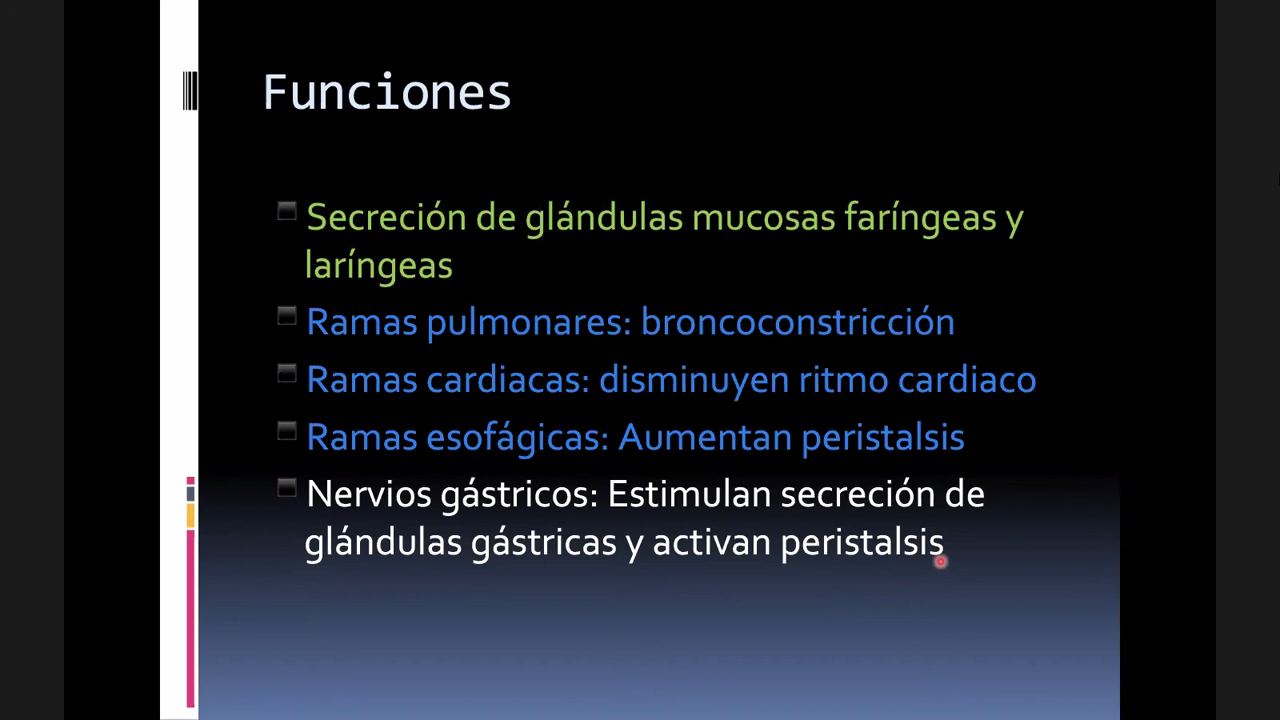 Funciones
Secreción de glándulas mucosas faríngeas y
laríngeas
Ramas pulmonares: broncoconstricción
Ramas cardiacas: disminuyen ritmo cardiaco
Ramas esofágicas: Aumentan peristalsis
Nervios gástricos: Estimulan secreción de
glándulas gástricas y activan peristalsis